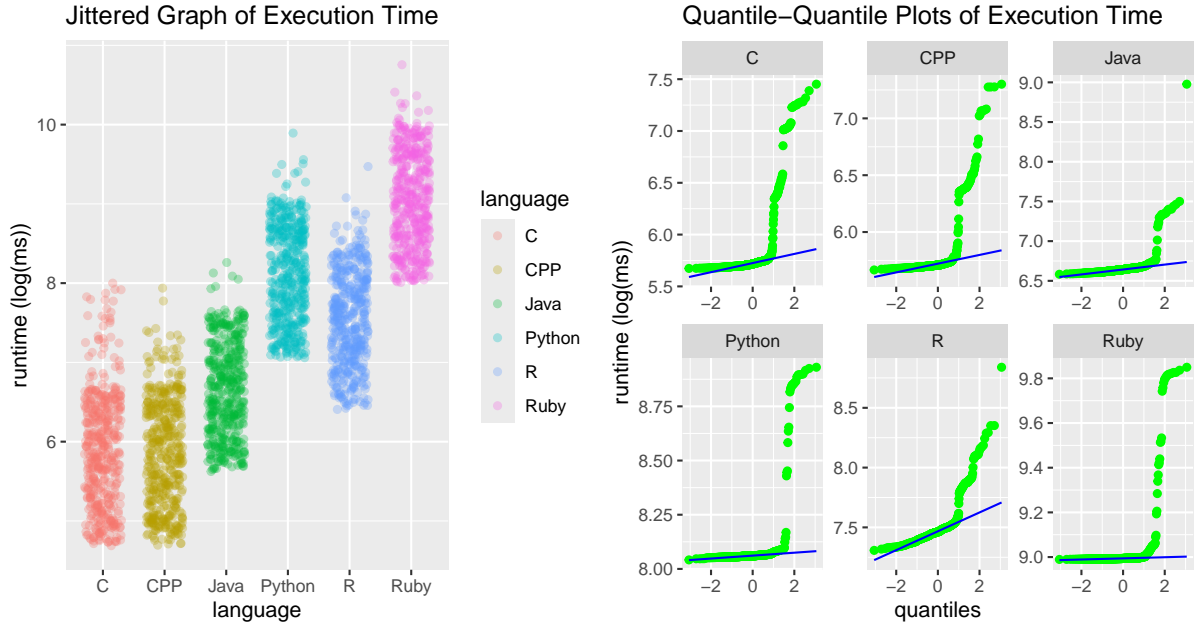 Jittered Graph of Execution Time
runtime (log(ms))
10
8
6
C CPP Java Python R Ruby
language
language
C
CPP
Java
Python
R
Ruby
Quantile−Quantile Plots of Execution Time
runtime (log(ms))
C
7.5
7.0
6.5
6.0
5.5
−2 0 2
CPP
7.0
6.5
6.0
−2 0 2
Java
9.0
8.5
8.0
7.5
7.0
6.5
−2 0 2
Python
8.75
8.50
8.25
8.00
−2 0 2
R
8.5
8.0
7.5
−2 0 2
Ruby
9.8
9.6
9.4
9.2
9.0
−2 0 2
quantiles